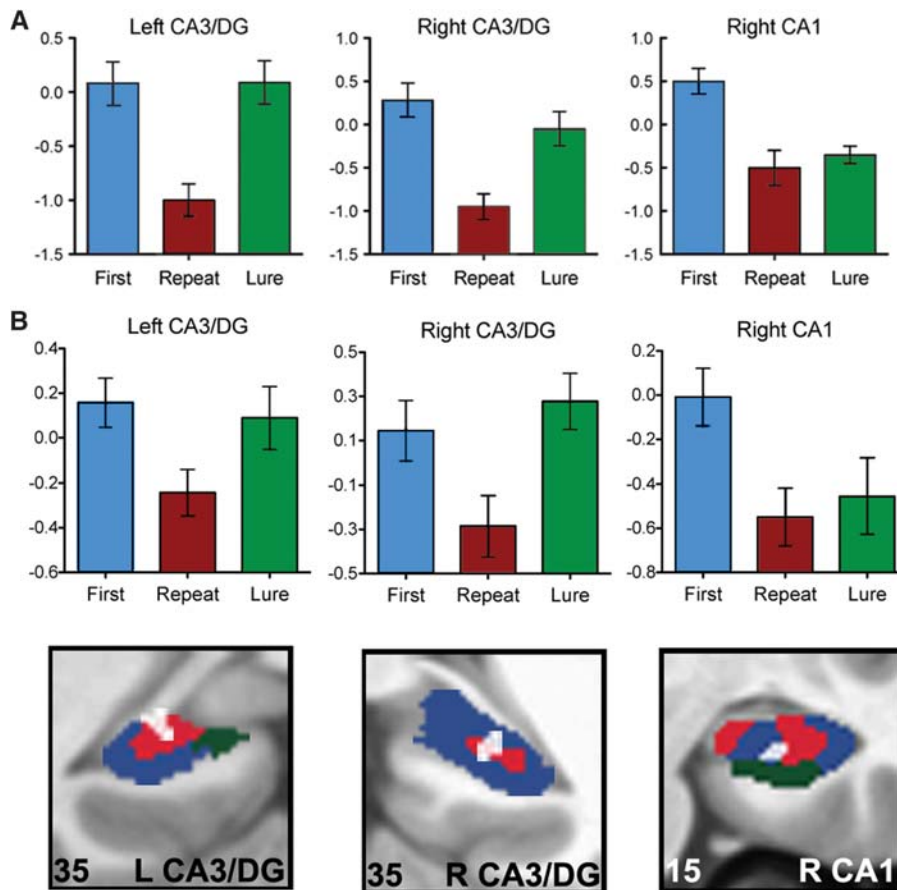 A
Left CA3/DG
Right CA3/DG
Right CA1
0.5
0.0
-0.5
-1.0
-1.5
First Repeat Lure
1.0
0.5
0.0
-0.5
-1.0
-1.5
First Repeat Lure
1.0
0.5
0.0
-0.5
-1.0
-1.5
First Repeat Lure
B
Left CA3/DG
Right CA3/DG
Right CA1
0.4
0.2
0.0
-0.2
-0.4
-0.6
First Repeat Lure
0.5
0.3
0.1
-0.1
-0.3
-0.5
First Repeat Lure
0.2
0.0
-0.2
-0.4
-0.6
-0.8
First Repeat Lure
35 L CA3/DG
35 R CA3/DG
15 R CA1